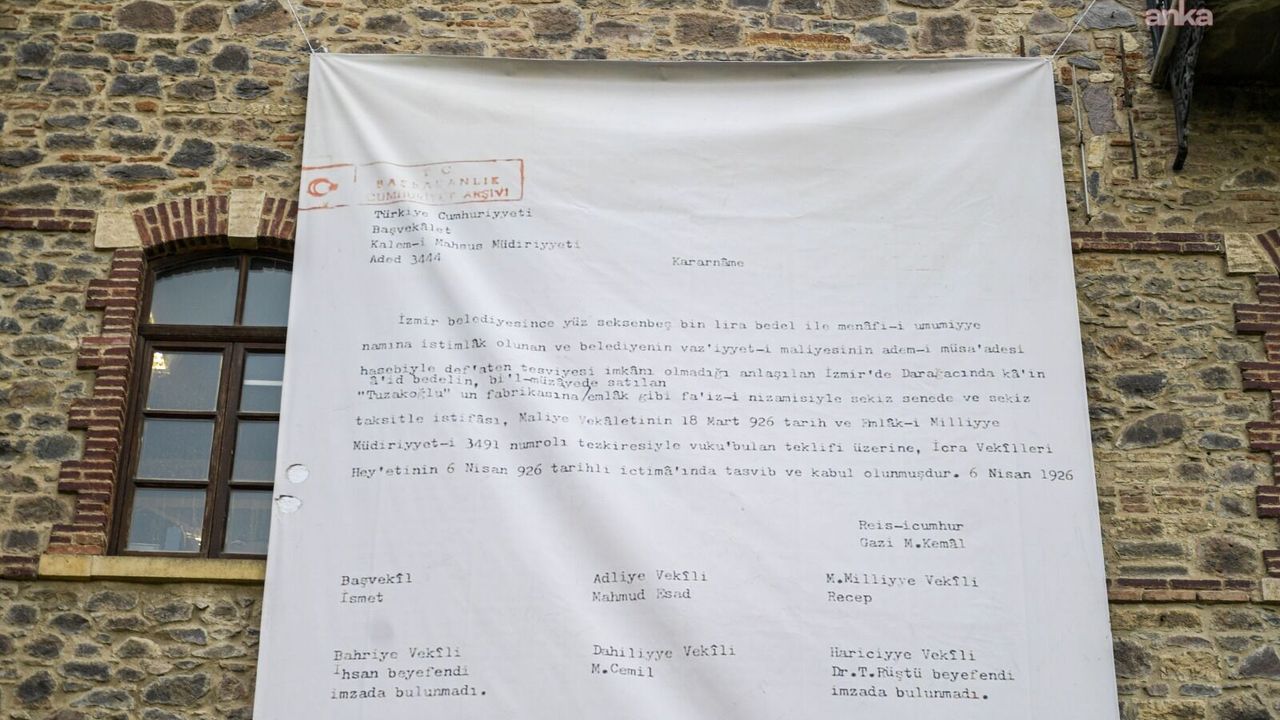 anka
T C
BAŞBAKANLIK
CUMHURİYET ARŞİVİ
Türkiye Cumhuriyyeti
Başvekâlet
Kalem-i Mahsus Müdiriyyeti
Aded 3444
Kararnâme
İzmir belediyesince yüz seksenbeş bin lira bedel ile menâfi-i umumiyye
namına istimlâk olunan ve belediyenin vaz'iyyet-i maliyesinin adem-i müsa'adesi
hasebiyle def'aten tesviyesi imkânı olmadığı anlaşılan İzmir'de Darağacında kâ'in
â'id bedelin, bi'l-müzâyede satılan
"Tuzakoğlu" un fabrikasına/emlâk gibi fa'iz-i nizamisiyle sekiz senede ve sekiz
taksitle istifâsı, Maliye Vekâletinin 18 Mart 926 tarih ve Emlâk-i Milliyye
Müdiriyyet-i 3491 numrolı tezkiresiyle vuku'bulan teklifi üzerine, İcra Vekîlleri
Hey'etinin 6 Nisan 926 tarihli ictimâ'ında tasvib ve kabul olunmuşdur. 6 Nisan 1926
Reis-icumhur
Gazi M.Kemâl
Başvekîl
İsmet
Adliye Vekîli
Mahmud Esad
M.Milliyye Vekîli
Recep
Bahriye Vekîli
İhsan beyefendi
imzada bulunmadı.
Dahiliyye Vekîli
M.Cemil
Hariciyye Vekîli
Dr.T.Rüştü beyefendi
imzada bulunmadı.